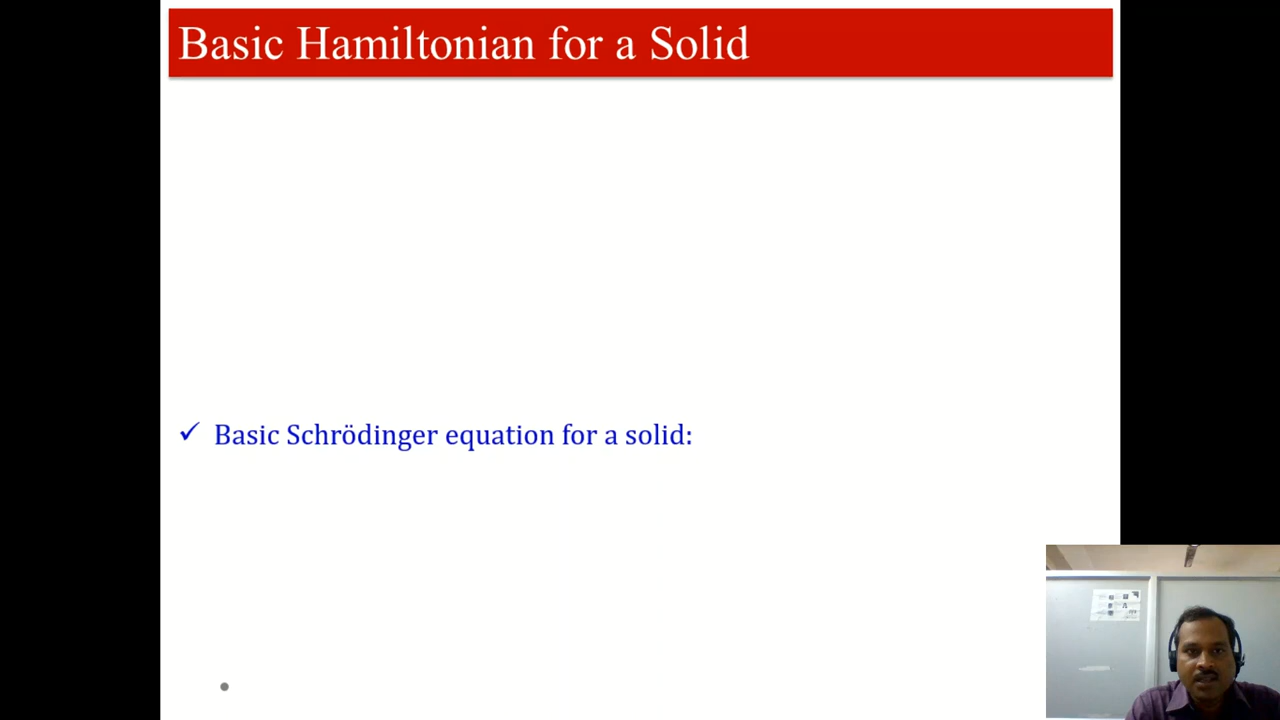 Basic Hamiltonian for a Solid
✓ Basic Schrödinger equation for a solid: